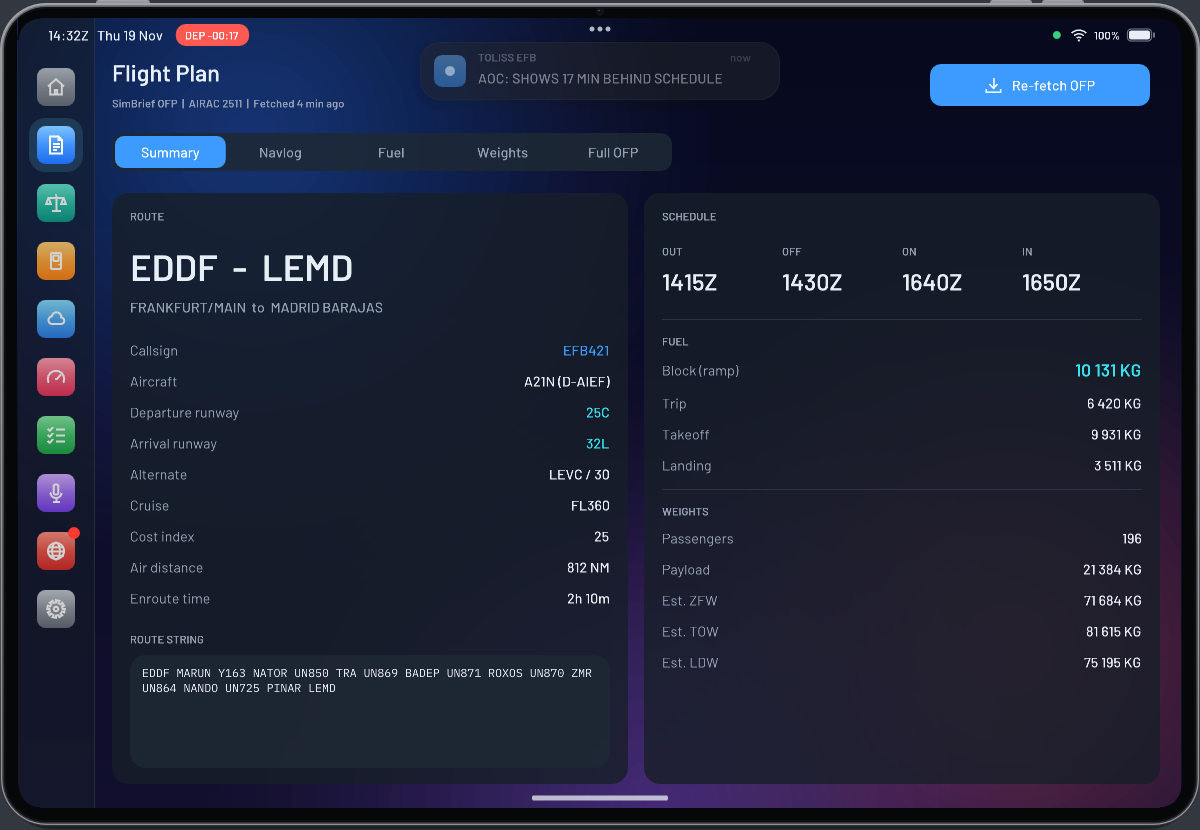 14:32Z Thu 19 Nov DEP -00:17
100%
TOLISS EFB now
AOC: SHOWS 17 MIN BEHIND SCHEDULE
Flight Plan
SimBrief OFP | AIRAC 2511 | Fetched 4 min ago
Re-fetch OFP
Summary Navlog Fuel Weights Full OFP
ROUTE
EDDF - LEMD
FRANKFURT/MAIN to MADRID BARAJAS
Callsign EFB421
Aircraft A21N (D-AIEF)
Departure runway 25C
Arrival runway 32L
Alternate LEVC / 30
Cruise FL360
Cost index 25
Air distance 812 NM
Enroute time 2h 10m
ROUTE STRING
EDDF MARUN Y163 NATOR UN850 TRA UN869 BADEP UN871 ROXOS UN870 ZMR
UN864 NANDO UN725 PINAR LEMD
SCHEDULE
OUT OFF ON IN
1415Z 1430Z 1640Z 1650Z
FUEL
Block (ramp) 10 131 KG
Trip 6 420 KG
Takeoff 9 931 KG
Landing 3 511 KG
WEIGHTS
Passengers 196
Payload 21 384 KG
Est. ZFW 71 684 KG
Est. TOW 81 615 KG
Est. LDW 75 195 KG